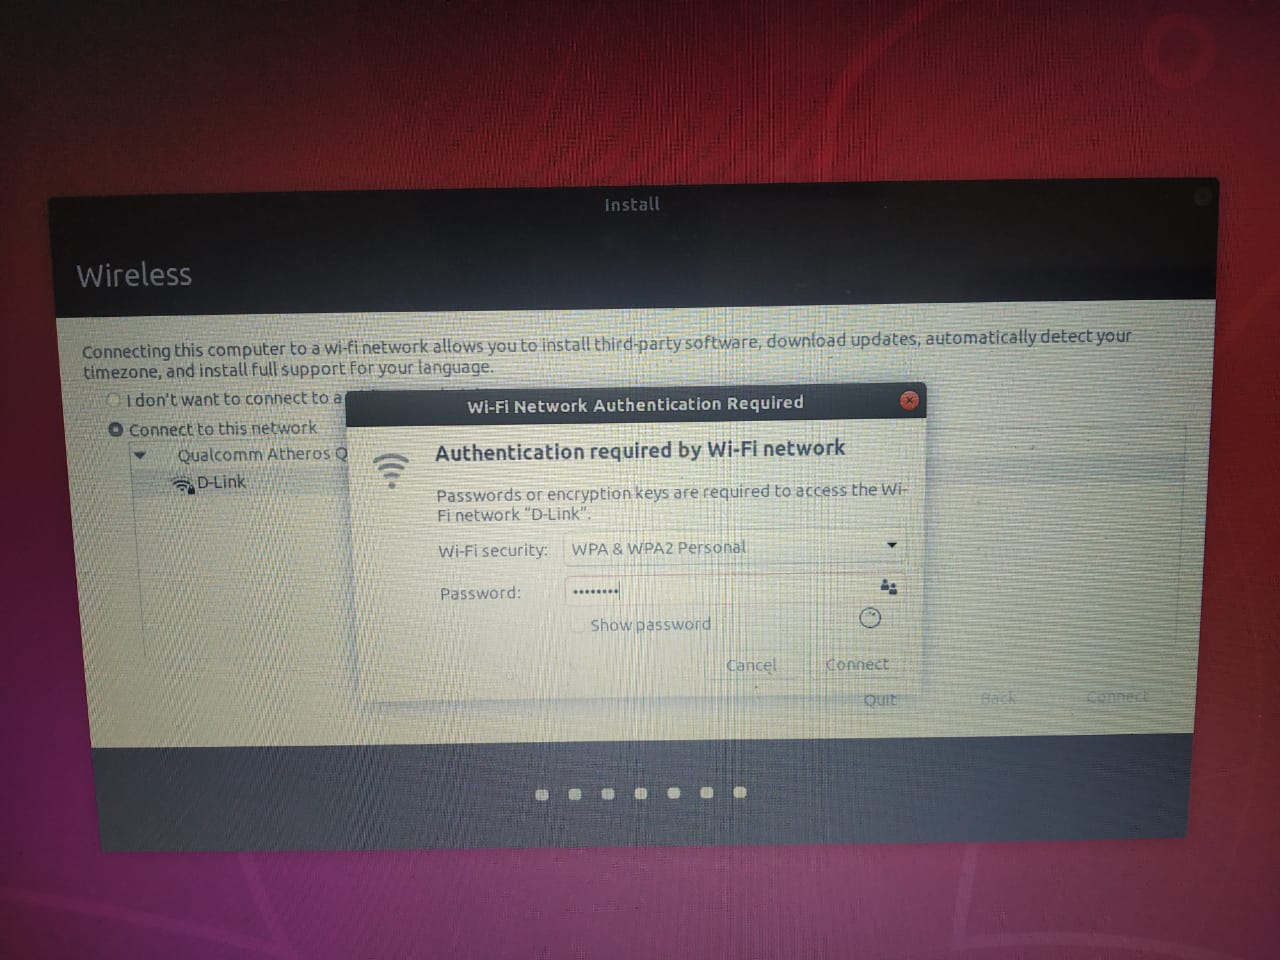 Install
Wireless
Connecting this computer to a wi-fi network allows you to install third-party software, download updates, automatically detect your
timezone, and install full support for your language.
I don't want to connect to a
Connect to this network
Qualcomm Atheros Q
D-Link
Wi-Fi Network Authentication Required
Authentication required by Wi-Fi network
Passwords or encryption keys are required to access the Wi-
Fi network "D-Link".
Wi-Fi security: WPA & WPA2 Personal
Password: ••••••••
Show password
Cancel Connect
Quit Back Connect